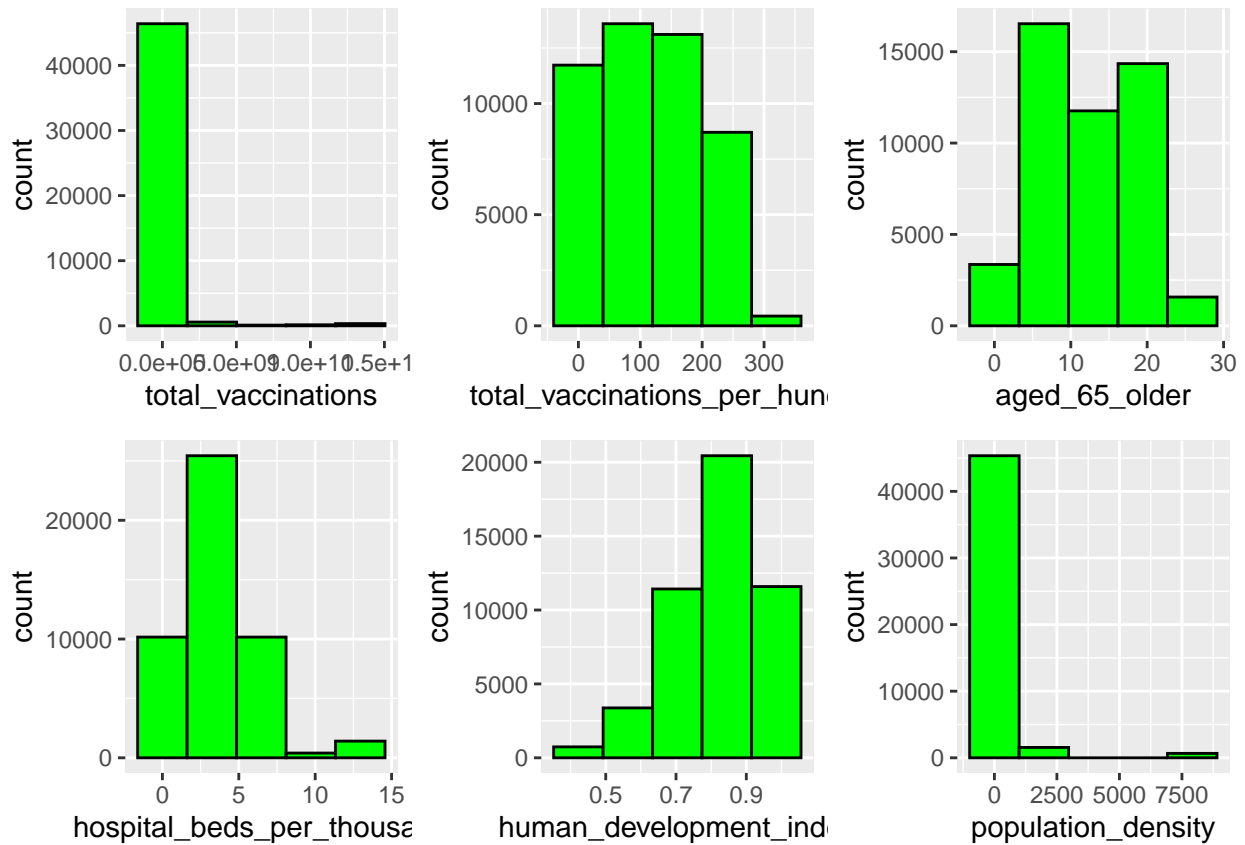 count
40000
30000
20000
10000
0
0.0e+00 5.0e+09 1.0e+10 1.5e+1
total_vaccinations
count
10000
5000
0
0 100 200 300
total_vaccinations_per_hun
count
15000
10000
5000
0
0 10 20 30
aged_65_older
count
20000
10000
0
0 5 10 15
hospital_beds_per_thousa
count
20000
15000
10000
5000
0
0.5 0.7 0.9
human_development_ind
count
40000
30000
20000
10000
0
0 2500 5000 7500
population_density